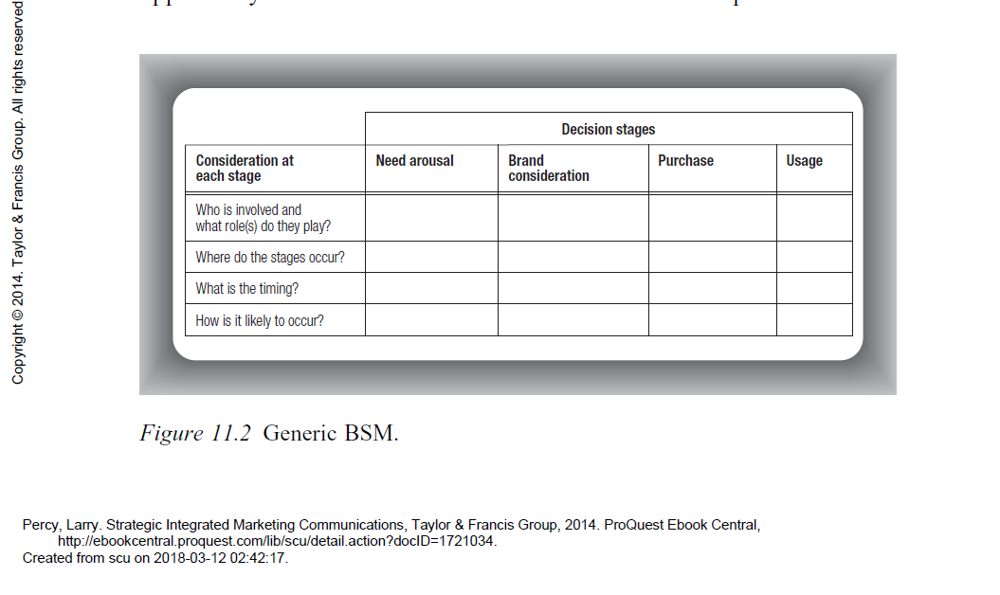 Copyright © 2014. Taylor & Francis Group. All rights reserved
Decision stages
Consideration at
each stage
Need arousal
Brand
consideration
Purchase
Usage
Who is involved and
what role(s) do they play?
Where do the stages occur?
What is the timing?
How is it likely to occur?
Figure 11.2 Generic BSM.
Percy, Larry. Strategic Integrated Marketing Communications, Taylor & Francis Group, 2014. ProQuest Ebook Central,
http://ebookcentral.proquest.com/lib/scu/detail.action?docID=1721034.
Created from scu on 2018-03-12 02:42:17.